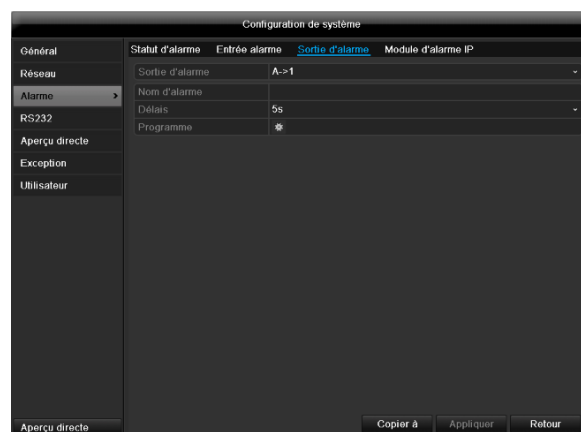 Configuration de système
Général
Réseau
Alarme >
RS232
Aperçu directe
Exception
Utilisateur
Aperçu directe
Statut d'alarme Entrée alarme Sortie d'alarme Module d'alarme IP
Sortie d'alarme A->1
Nom d'alarme
Délais 5s
Programme
Copier à Appliquer Retour